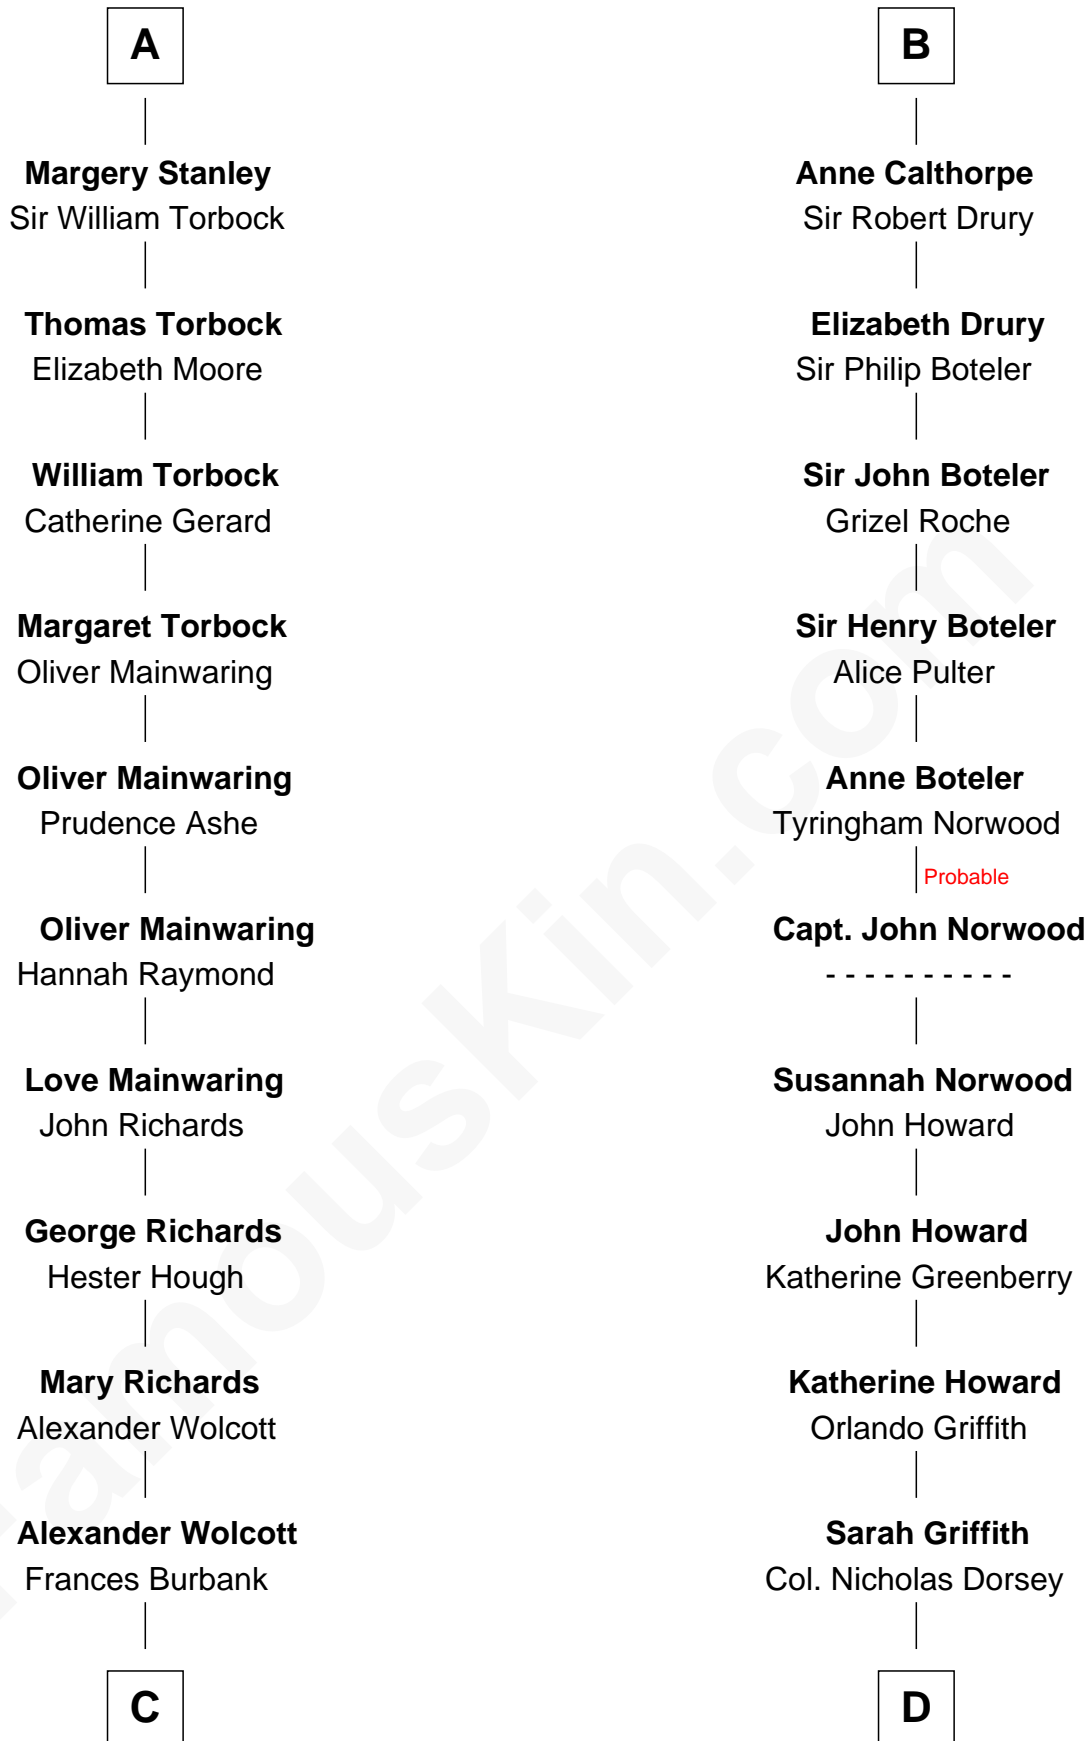 A
Margery Stanley
Sir William Torbock
Thomas Torbock
Elizabeth Moore
William Torbock
Catherine Gerard
Margaret Torbock
Oliver Mainwaring
Oliver Mainwaring
Prudence Ashe
Oliver Mainwaring
Hannah Raymond
Love Mainwaring
John Richards
George Richards
Hester Hough
Mary Richards
Alexander Wolcott
Alexander Wolcott
Frances Burbank
C
B
Anne Calthorpe
Sir Robert Drury
Elizabeth Drury
Sir Philip Boteler
Sir John Boteler
Grizel Roche
Sir Henry Boteler
Alice Pulter
Anne Boteler
Tyringham Norwood
Probable
Capt. John Norwood
- - - - - - - - - -
Susannah Norwood
John Howard
John Howard
Katherine Greenberry
Katherine Howard
Orlando Griffith
Sarah Griffith
Col. Nicholas Dorsey
D
FamousKin.com